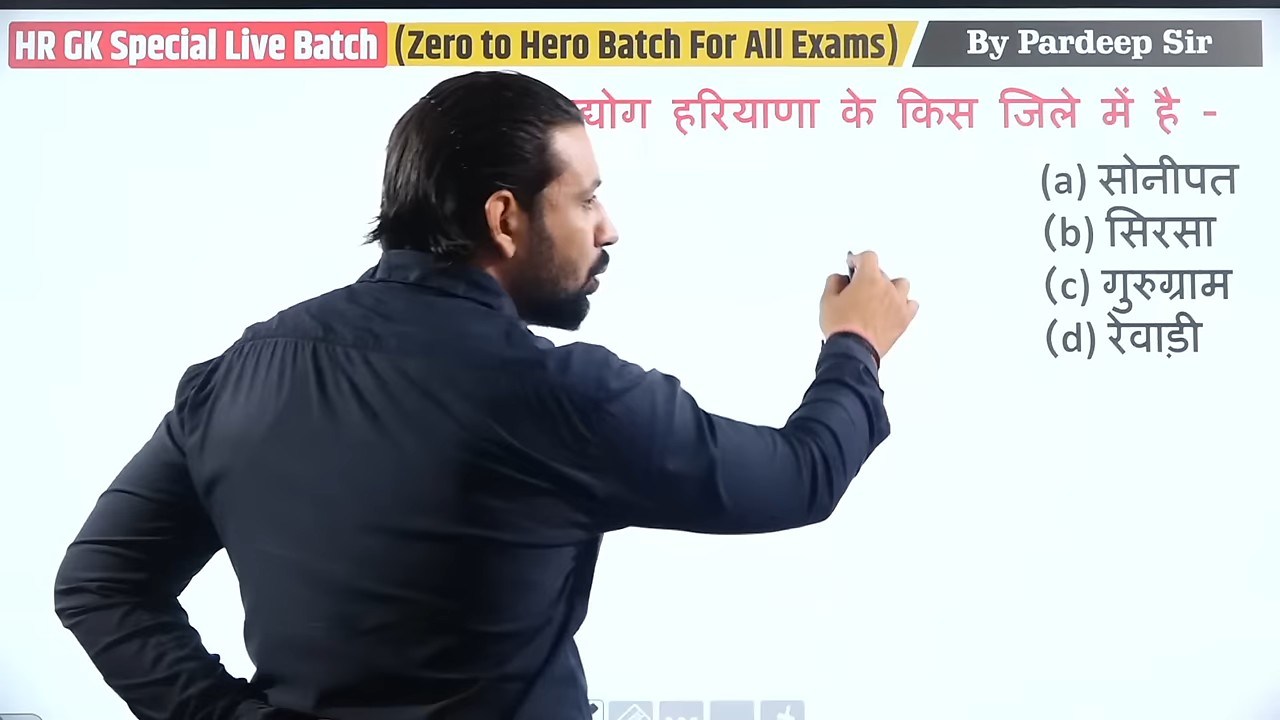 HR GK Special Live Batch (Zero to Hero Batch For All Exams) By Pardeep Sir
हरियाणा के किस जिले में है -
(a) सोनीपत
(b) सिरसा
(c) गुरुग्राम
(d) रेवाड़ी